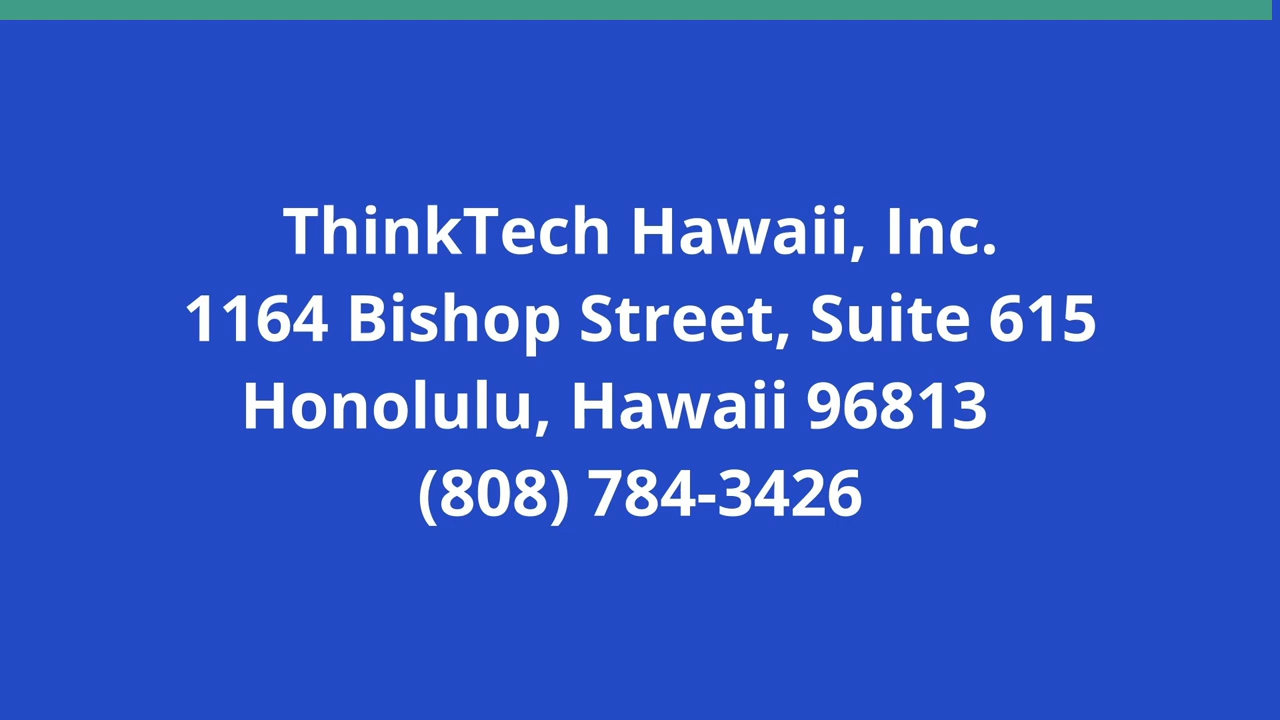 ThinkTech Hawaii, Inc.
1164 Bishop Street, Suite 615
Honolulu, Hawaii 96813
(808) 784-3426